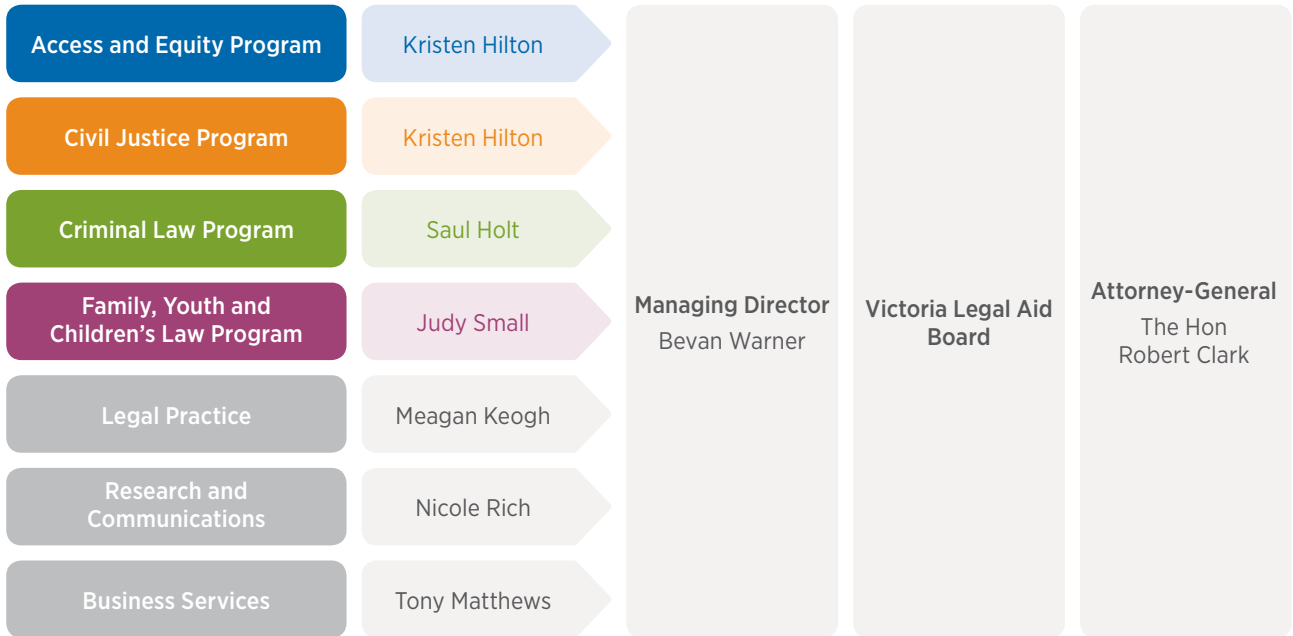 Access and Equity Program
Kristen Hilton
Civil Justice Program
Kristen Hilton
Criminal Law Program
Saul Holt
Family, Youth and
Children's Law Program
Judy Small
Legal Practice
Meagan Keogh
Research and
Communications
Nicole Rich
Business Services
Tony Matthews
Managing Director
Bevan Warner
Victoria Legal Aid
Board
Attorney-General
The Hon
Robert Clark